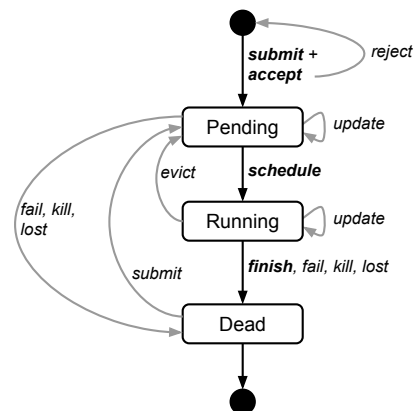 submit +
accept
reject
Pending
update
evict
schedule
fail, kill,
lost
Running
update
submit
finish, fail, kill, lost
Dead